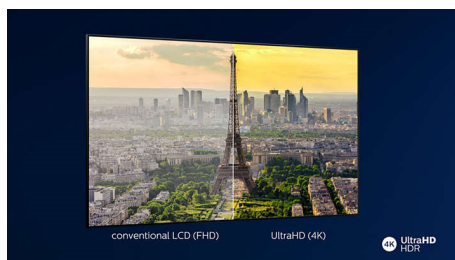 conventional LCD (FHD)
UltraHD (4K)
4K UltraHD
HDR